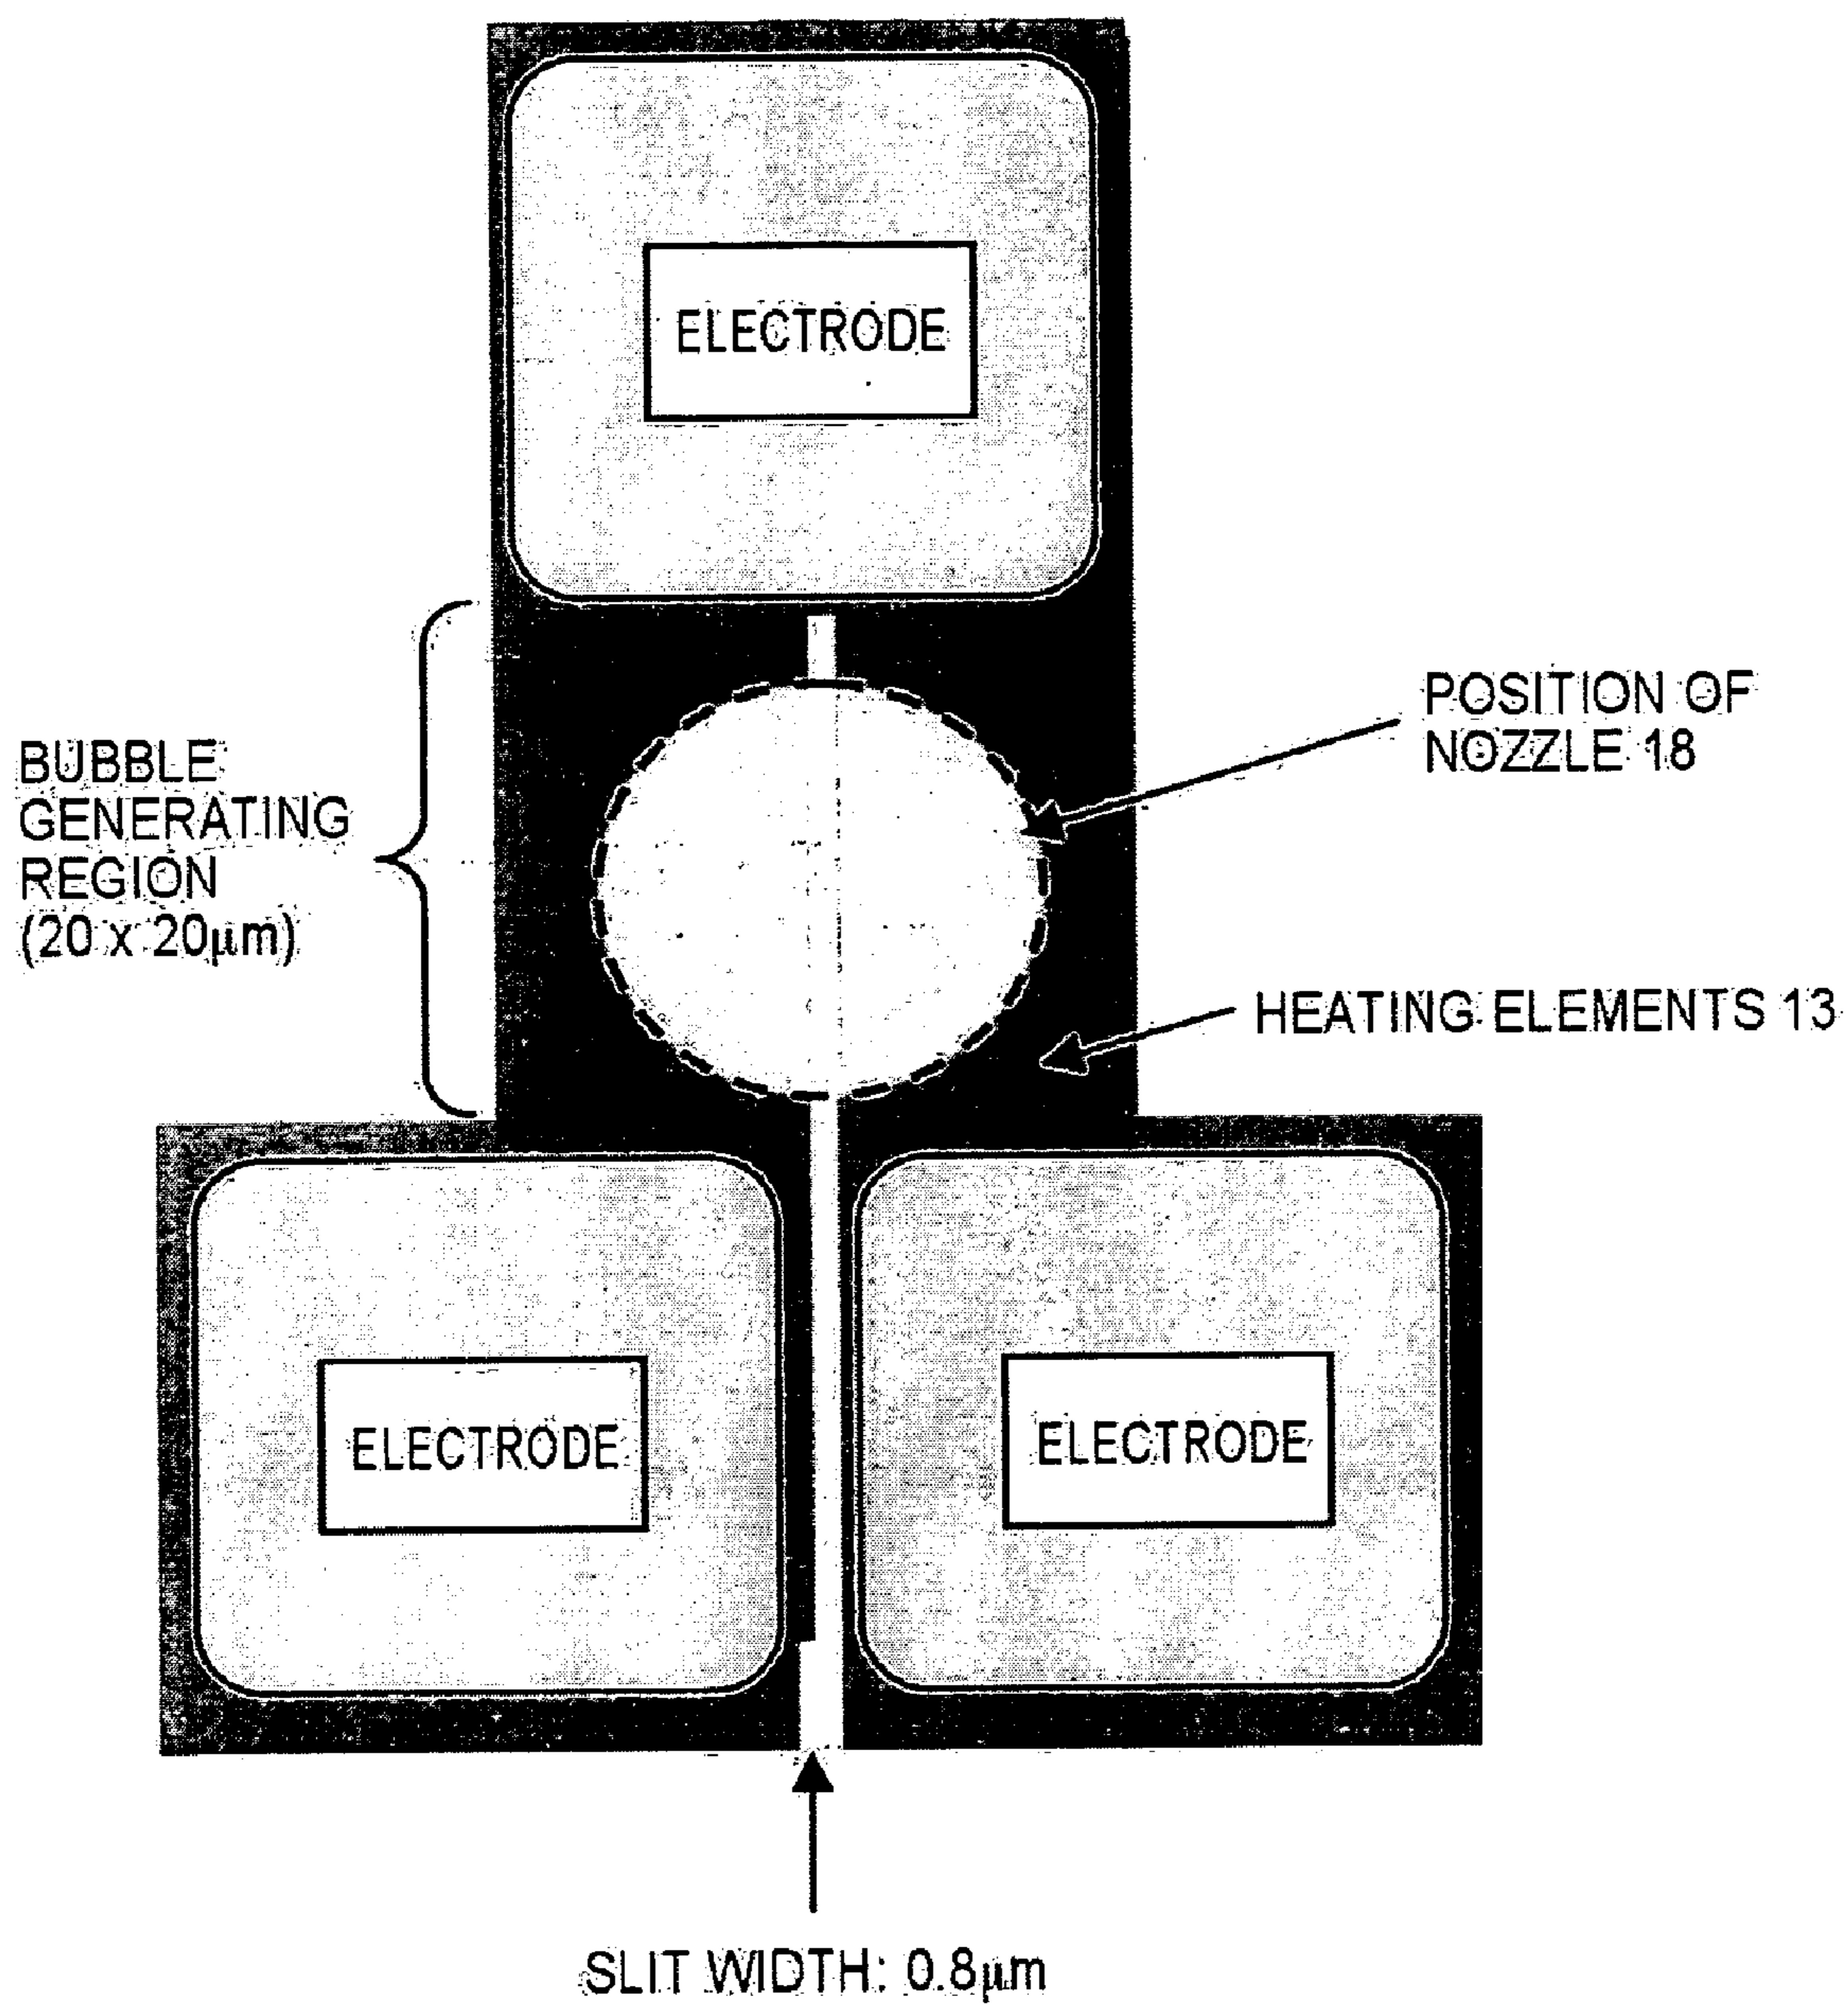 ELECTRODE
POSITION OF
NOZZLE 18
BUBBLE
GENERATING
REGION
(20 x 20μm)
HEATING ELEMENTS 13
ELECTRODE
ELECTRODE
SLIT WIDTH: 0.8μm